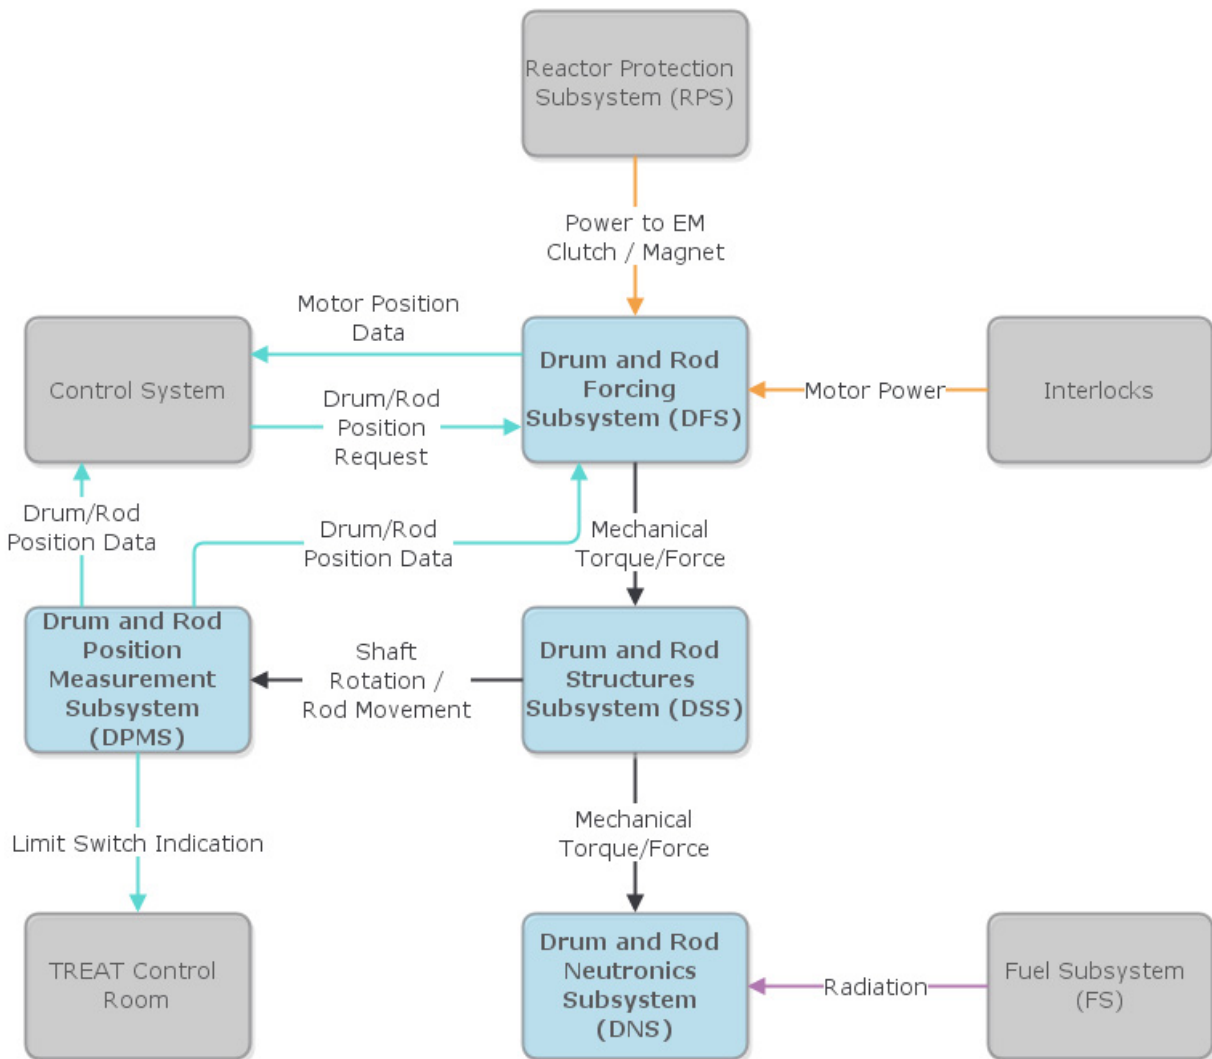 Reactor Protection
Subsystem (RPS)
Power to EM
Clutch / Magnet
Motor Position
Data
Control System
Drum/Rod
Position
Request
Drum and Rod
Forcing
Subsystem (DFS)
Motor Power
Interlocks
Drum/Rod
Position Data
Drum/Rod
Position Data
Mechanical
Torque/Force
Drum and Rod
Position
Measurement
Subsystem
(DPMS)
Shaft
Rotation /
Rod Movement
Drum and Rod
Structures
Subsystem (DSS)
Limit Switch Indication
Mechanical
Torque/Force
TREAT Control
Room
Drum and Rod
Neutronics
Subsystem
(DNS)
Radiation
Fuel Subsystem
(FS)